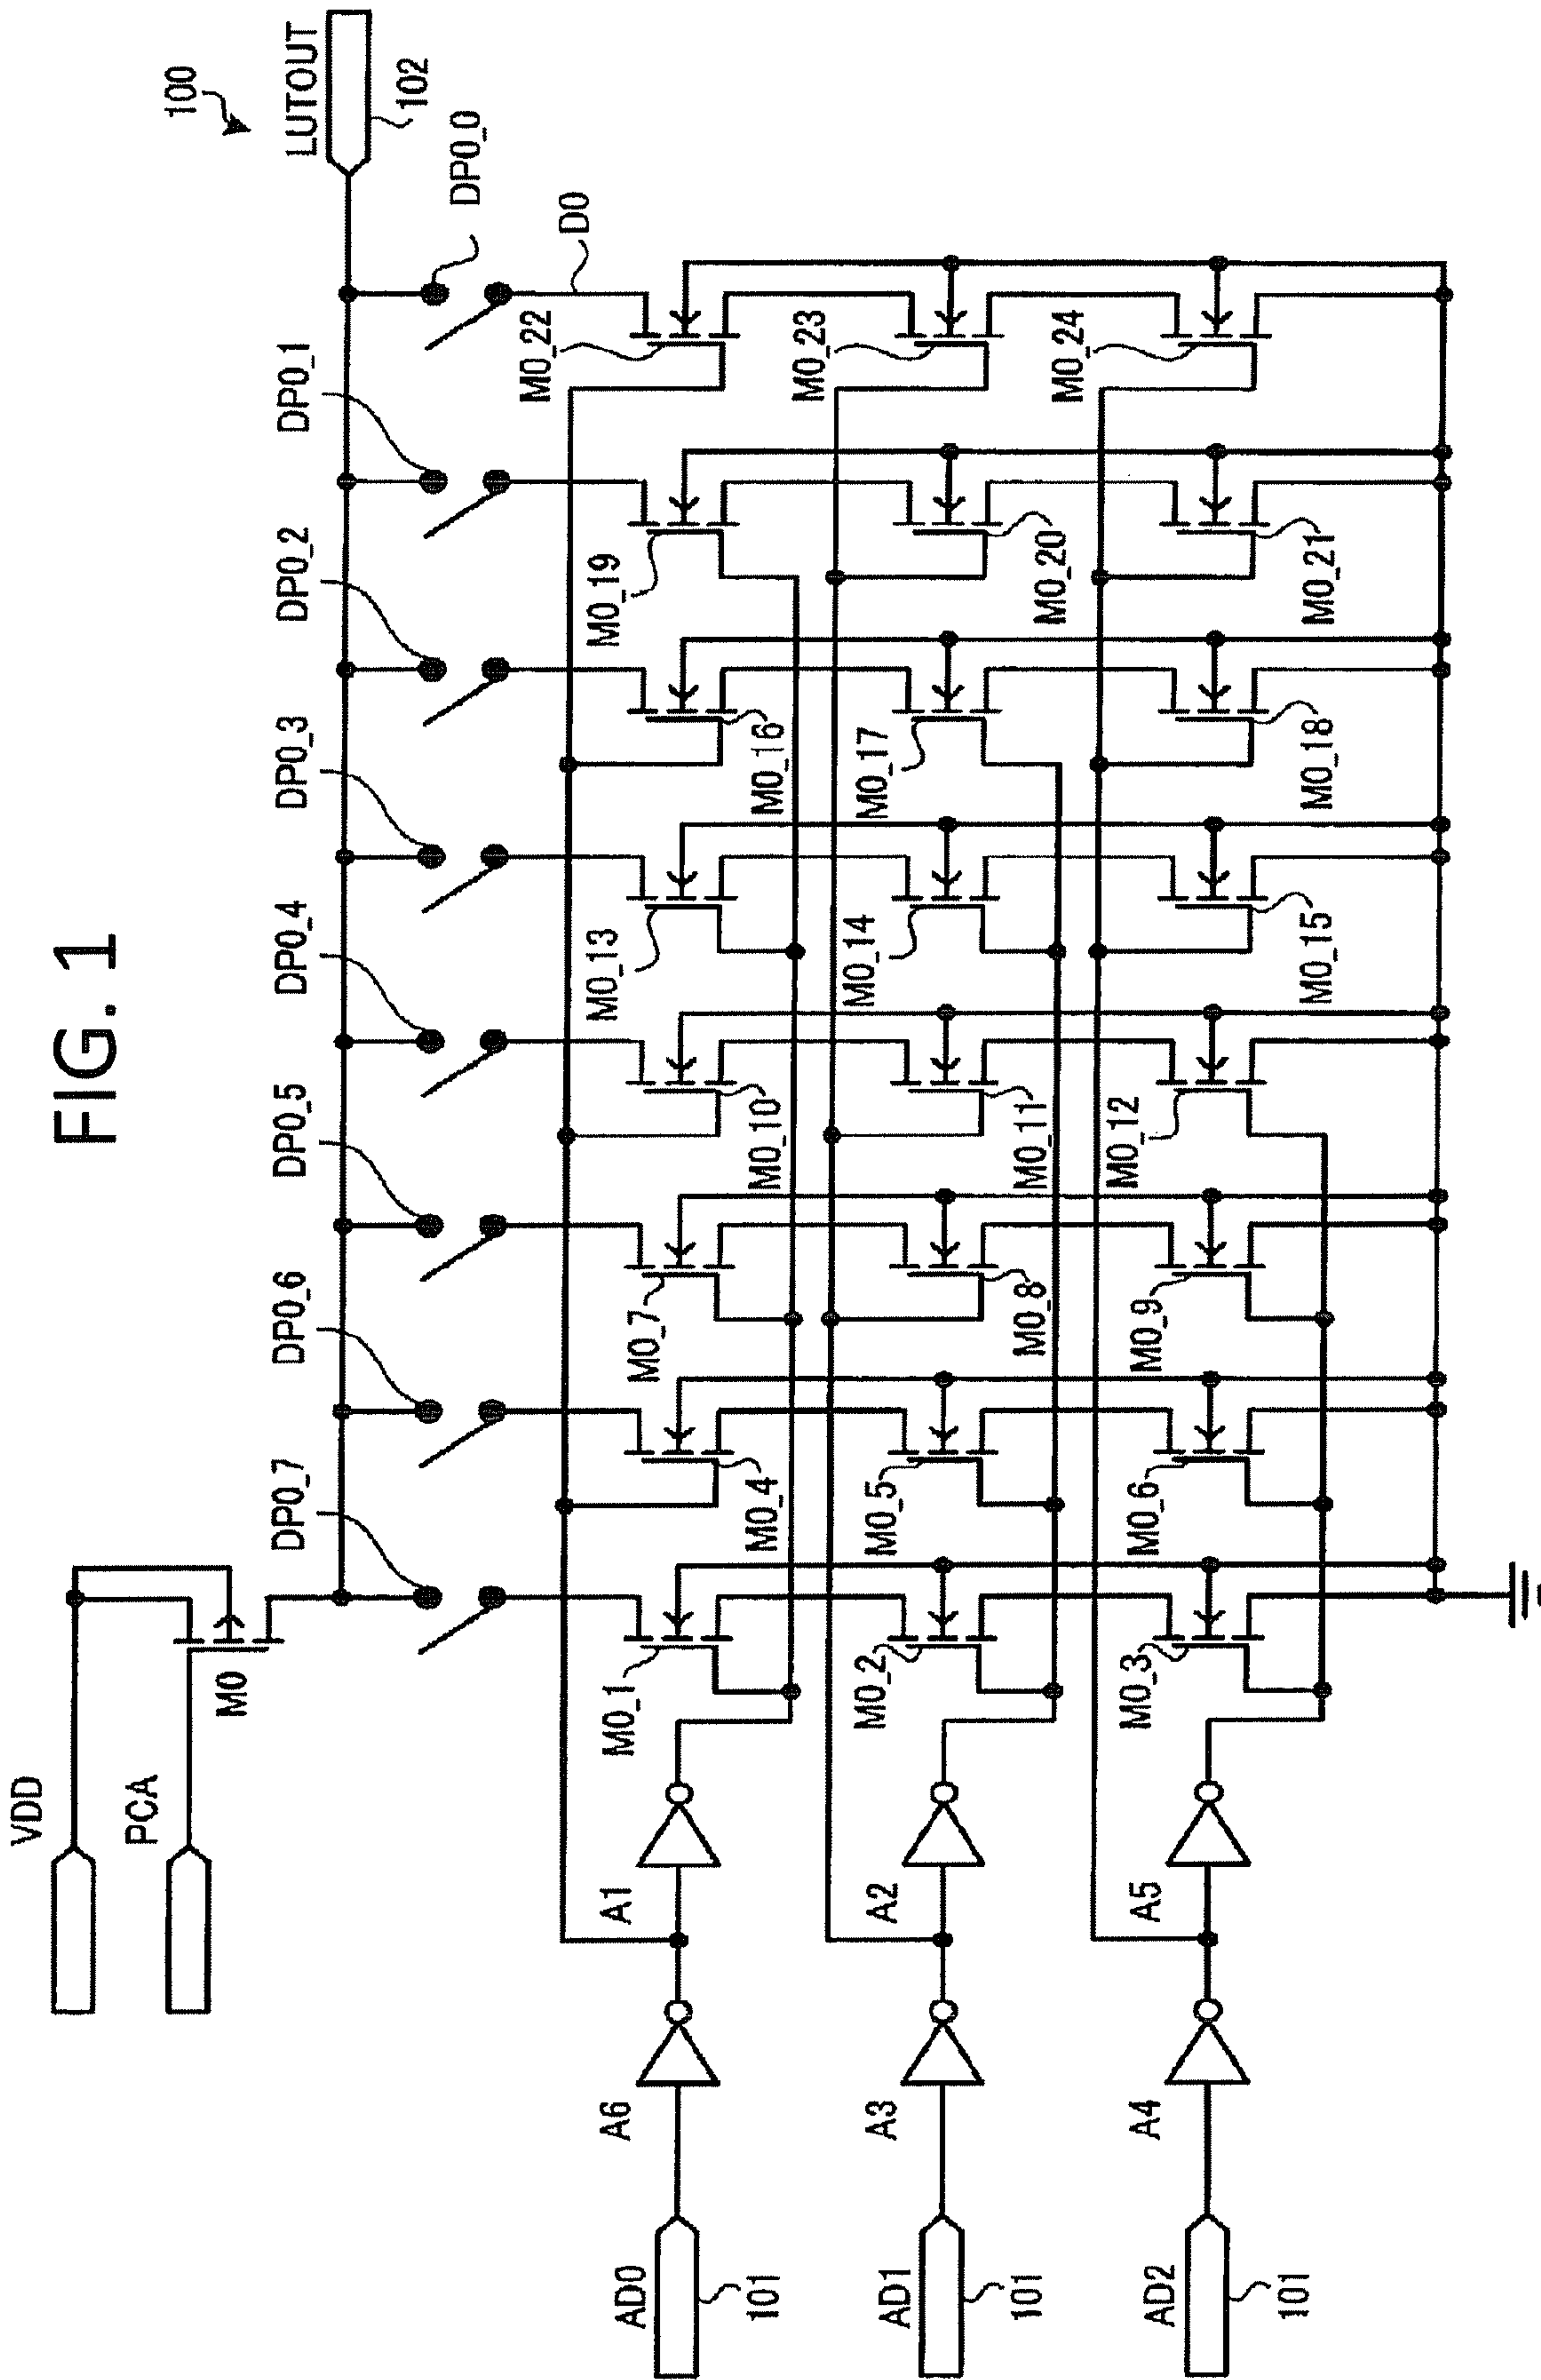 FIG. 1
100
VDD
PCA
M0
LUTOUT
102
DP0_7
DP0_6
DP0_5
DP0_4
DP0_3
DP0_2
DP0_1
DP0_0
D0
AD0
101
A6
A1
M0_1
M0_4
M0_7
M0_10
M0_13
M0_16
M0_19
M0_22
AD1
101
A3
A2
M0_2
M0_5
M0_8
M0_11
M0_14
M0_17
M0_20
M0_23
AD2
101
A4
A5
M0_3
M0_6
M0_9
M0_12
M0_15
M0_18
M0_21
M0_24